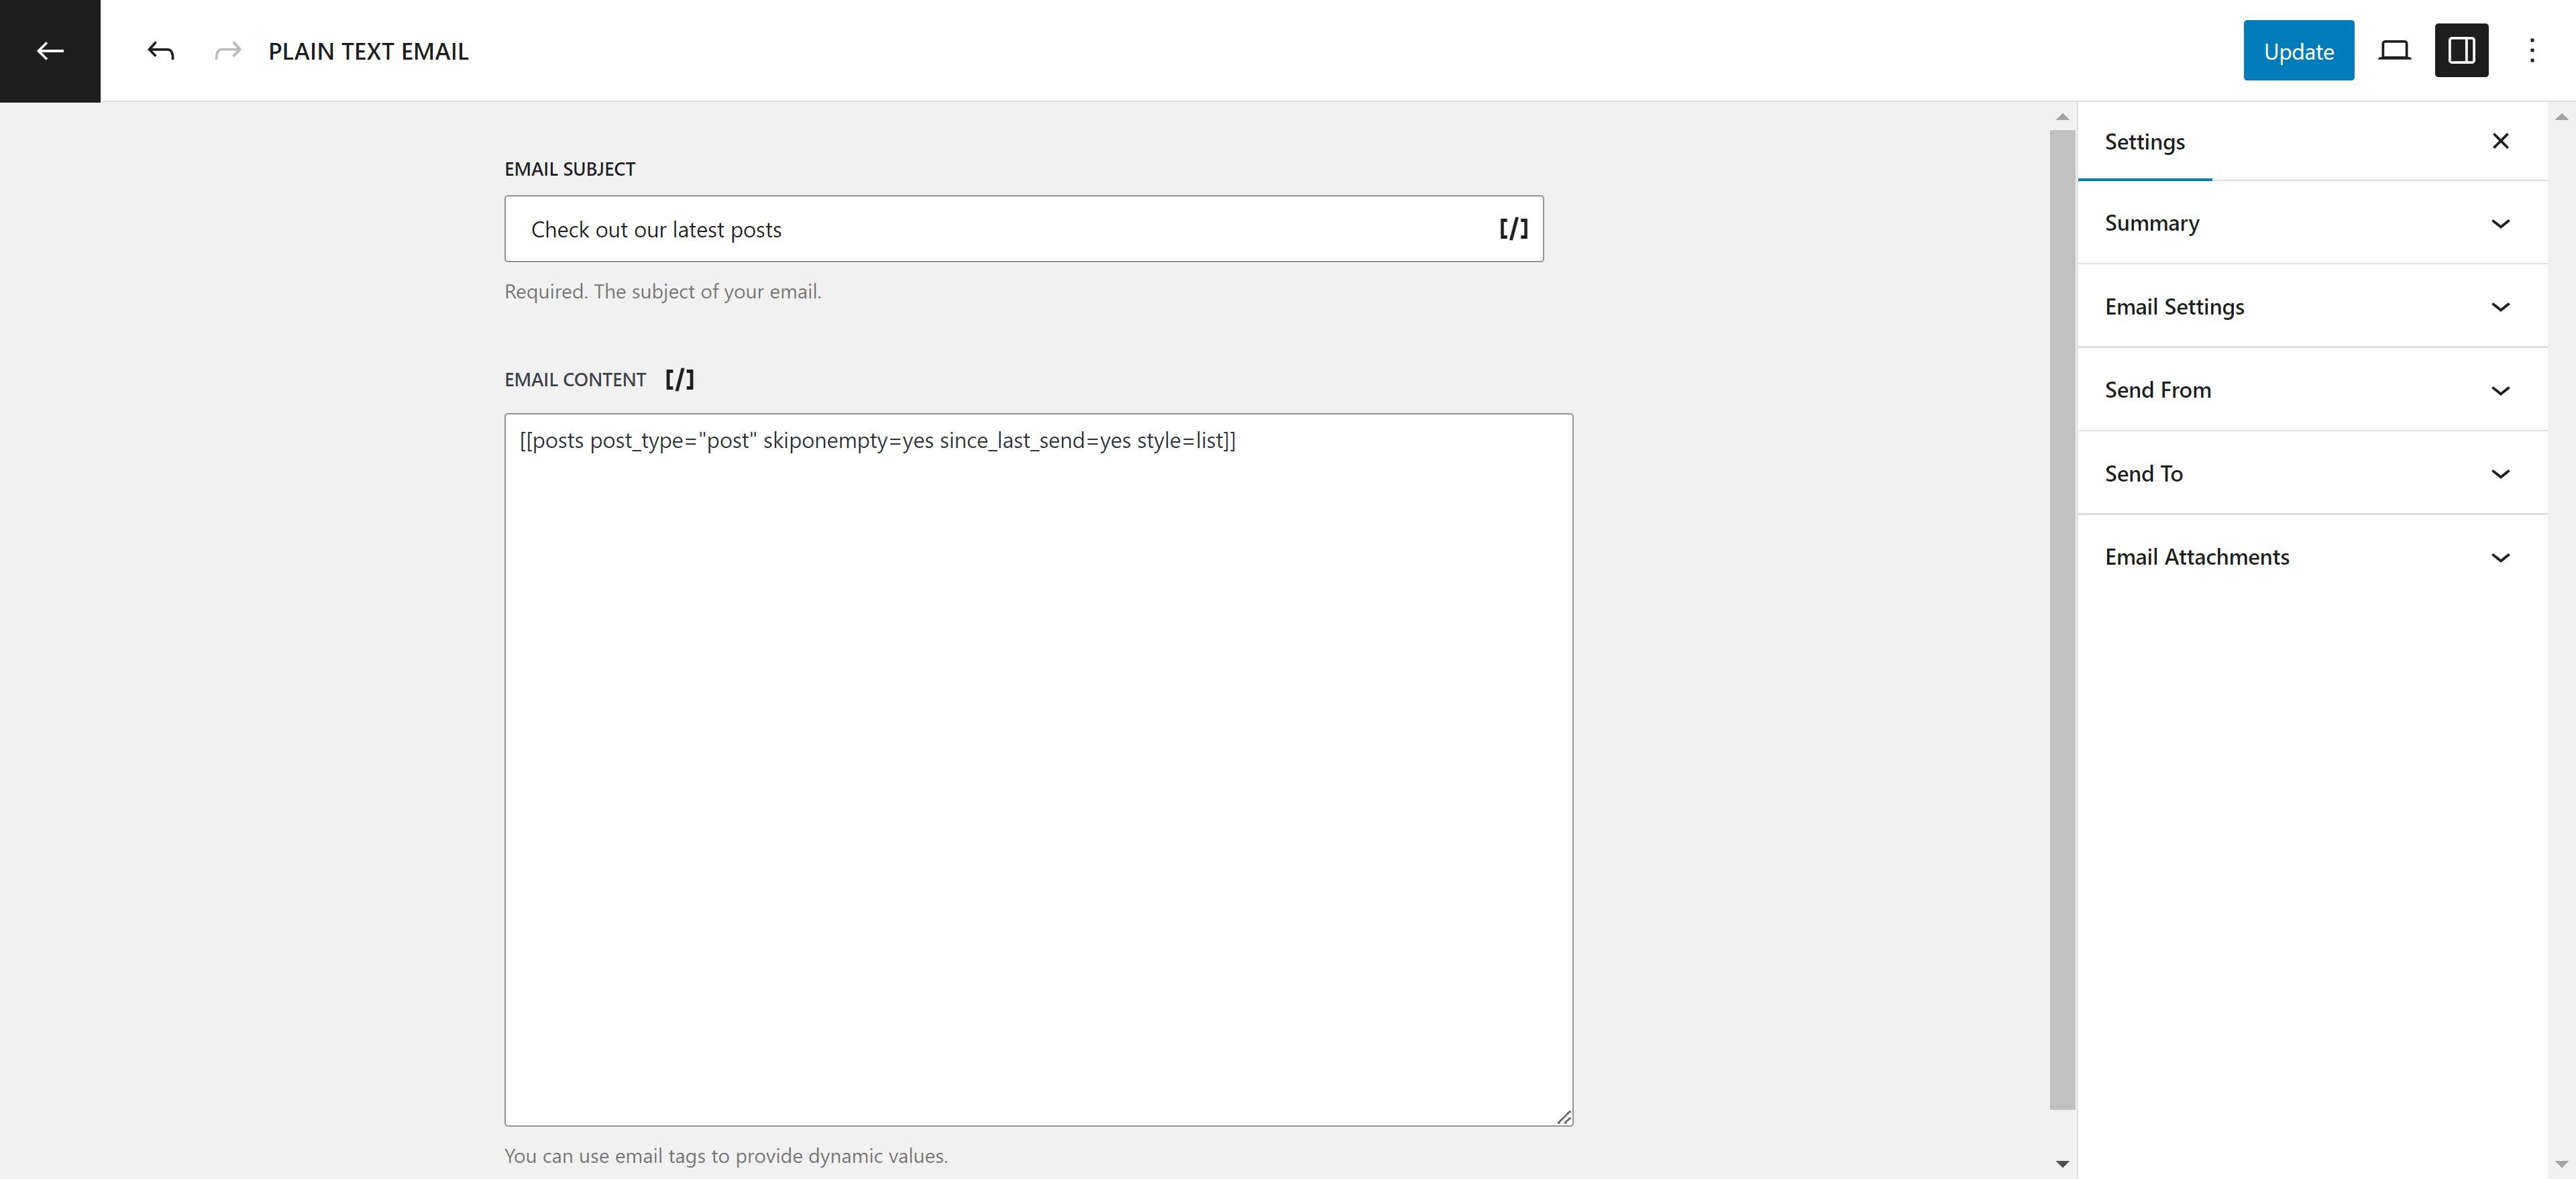 PLAIN TEXT EMAIL
Update
EMAIL SUBJECT
Check out our latest posts
[/]
Required. The subject of your email.
EMAIL CONTENT [/]
[[posts post_type="post" skiponempty=yes since_last_send=yes style=list]]
You can use email tags to provide dynamic values.
Settings
Summary
Email Settings
Send From
Send To
Email Attachments